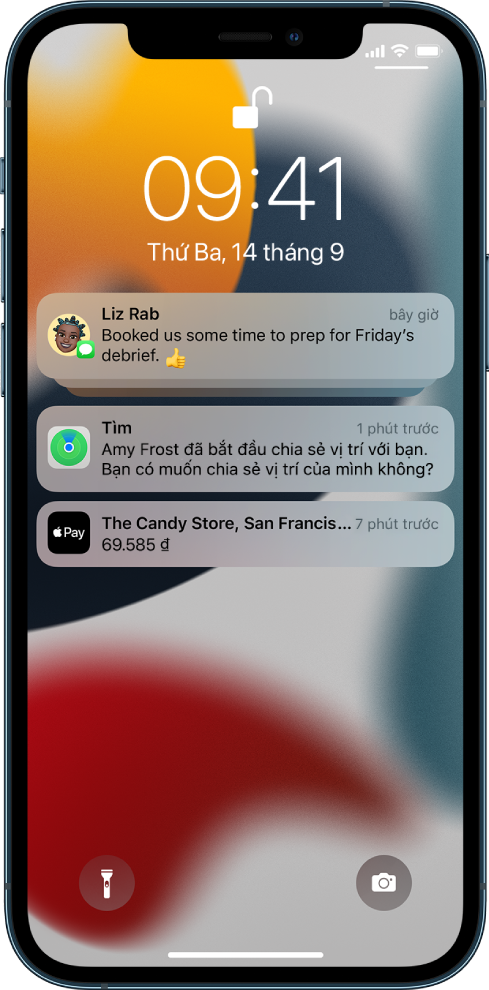 09:41
Thứ Ba, 14 tháng 9
Liz Rab bây giờ
Booked us some time to prep for Friday’s
debrief. 👍
Tìm 1 phút trước
Amy Frost đã bắt đầu chia sẻ vị trí với bạn.
Bạn có muốn chia sẻ vị trí của mình không?
The Candy Store, San Francis... 7 phút trước
Pay
69.585 ₫